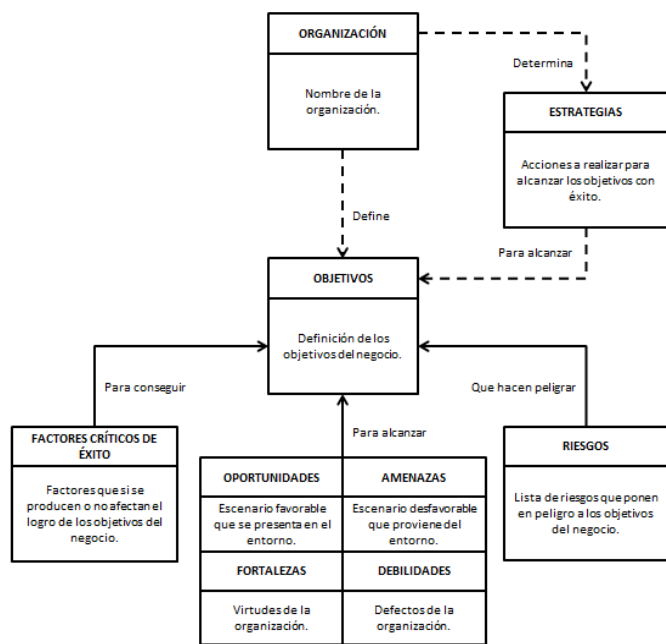 ORGANIZACIÓN
Nombre de la
organización.
Determina
ESTRATEGIAS
Acciones a realizar para
alcanzar los objetivos con
éxito.
Define
Para alcanzar
OBJETIVOS
Definición de los
objetivos del negocio.
Para conseguir
Que hacen peligrar
FACTORES CRÍTICOS DE
ÉXITO
Factores que si se
producen o no afectan el
logro de los objetivos del
negocio.
Para alcanzar
OPORTUNIDADES
Escenario favorable
que se presenta en el
entorno.
AMENAZAS
Escenario desfavorable
que proviene del
entorno.
FORTALEZAS
Virtudes de la
organización.
DEBILIDADES
Defectos de la
organización.
RIESGOS
Lista de riesgos que ponen
en peligro a los objetivos
del negocio.